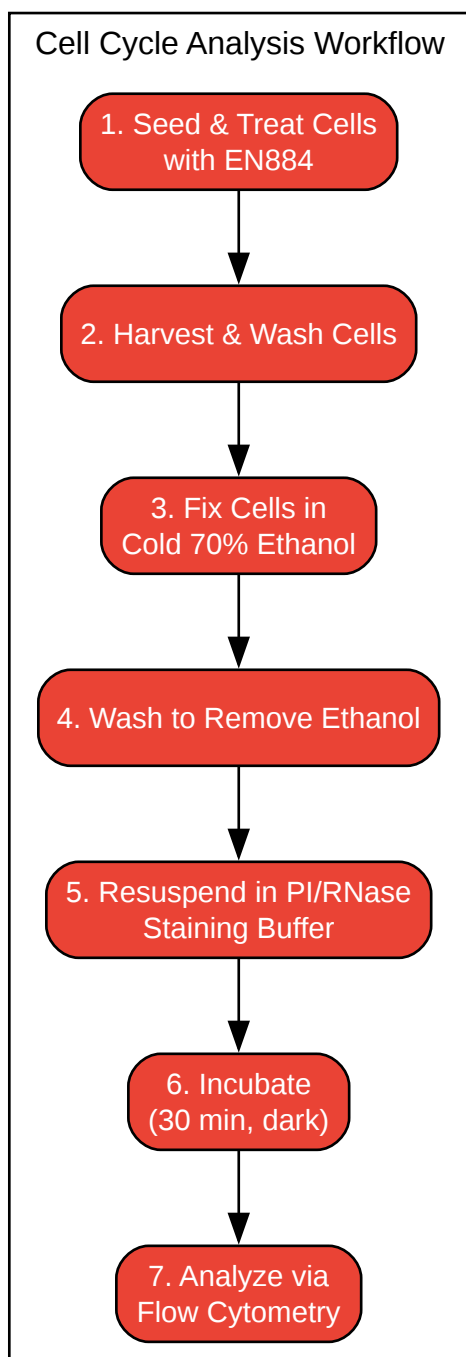 Cell Cycle Analysis Workflow
1. Seed & Treat Cells
with EN884
2. Harvest & Wash Cells
3. Fix Cells in
Cold 70% Ethanol
4. Wash to Remove Ethanol
5. Resuspend in PI/RNase
Staining Buffer
6. Incubate
(30 min, dark)
7. Analyze via
Flow Cytometry